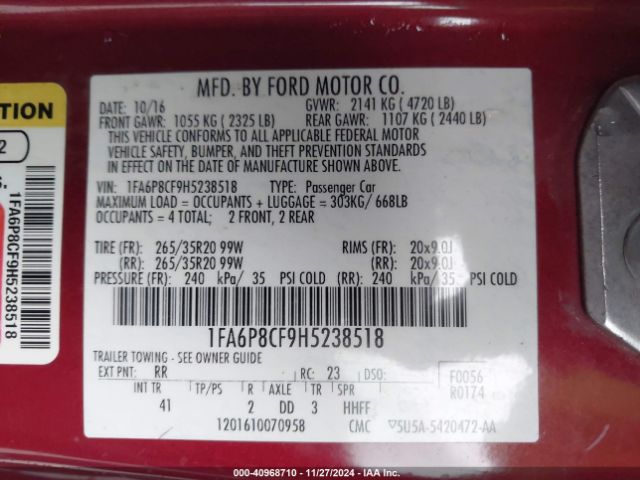 MFD. BY FORD MOTOR CO.
DATE: 10/16 GVWR: 2141 KG ( 4720 LB)
FRONT GAWR: 1055 KG ( 2325 LB) REAR GAWR: 1107 KG ( 2440 LB)
THIS VEHICLE CONFORMS TO ALL APPLICABLE FEDERAL MOTOR
VEHICLE SAFETY, BUMPER, AND THEFT PREVENTION STANDARDS
IN EFFECT ON THE DATE OF MANUFACTURE SHOWN ABOVE.
VIN: 1FA6P8CF9H5238518 TYPE: Passenger Car
MAXIMUM LOAD = OCCUPANTS + LUGGAGE = 303KG/ 668LB
OCCUPANTS = 4 TOTAL; 2 FRONT, 2 REAR
TIRE (FR): 265/35R20 99W RIMS (FR): 20x9.0J
(RR): 265/35R20 99W (RR): 20x9.0J
PRESSURE (FR): 240 kPa/ 35 PSI COLD (RR): 240 kPa/ 35 PSI COLD
1FA6P8CF9H5238518
TRAILER TOWING - SEE OWNER GUIDE
EXT PNT: RR RC: 23 DSO: F0056
R0174
INT TR TP/PS R AXLE TR SPR
41 2 DD 3 HHFF
1201610070958 CMC SU5A-5420472-AA
TION
2
1FA6P8CF9H5238518
000-40968710 - 11/27/2024 - IAA Inc.